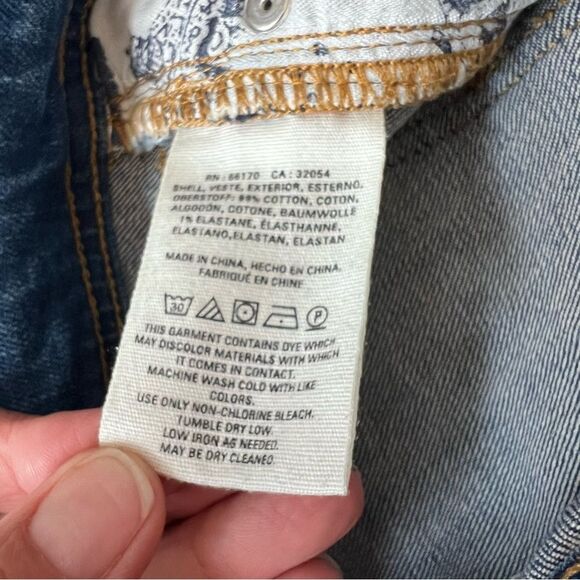 RN : 66170 CA : 32054
SHELL, VESTE, EXTERIOR, ESTERNO,
OBERSTOFF: 99% COTTON, COTON,
ALGODÓN, COTONE, BAUMWOLLE
1% ELASTANE, ÉLASTHANNE,
ELASTANO, ELASTAN, ELASTAN
MADE IN CHINA, HECHO EN CHINA,
FABRIQUÉ EN CHINE
30 P
THIS GARMENT CONTAINS DYE WHICH
MAY DISCOLOR MATERIALS WITH WHICH
IT COMES IN CONTACT.
MACHINE WASH COLD WITH LIKE
COLORS.
USE ONLY NON-CHLORINE BLEACH.
TUMBLE DRY LOW.
LOW IRON AS NEEDED.
MAY BE DRY CLEANED.